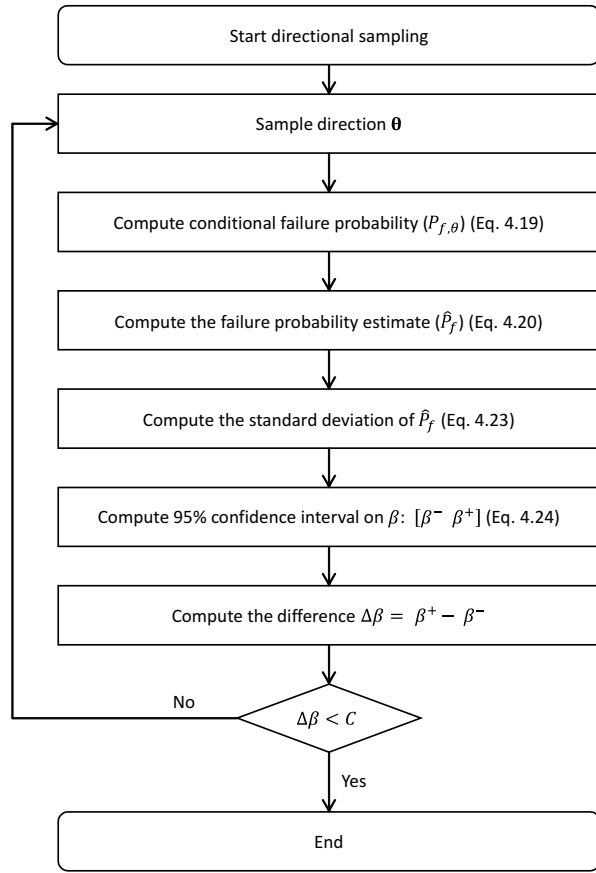 Start directional sampling
Sample direction θ
Compute conditional failure probability (P_{f,θ}) (Eq. 4.19)
Compute the failure probability estimate (P̂_f) (Eq. 4.20)
Compute the standard deviation of P̂_f (Eq. 4.23)
Compute 95% confidence interval on β: [β⁻ β⁺] (Eq. 4.24)
Compute the difference Δβ = β⁺ − β⁻
No
Δβ < C
Yes
End